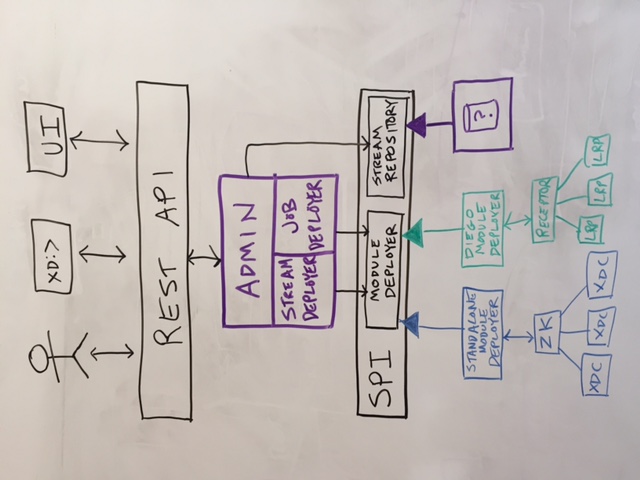 XD:>
UI
REST API
ADMIN
STREAM
DEPLOYER
JOB
DEPLOYER
SPI
MODULE
DEPLOYER
STREAM
REPOSITORY
STANDALONE
MODULE
DEPLOYER
DIEGO
MODULE
DEPLOYER
?
ZK
RECEPTOR
XDC
XDC
XDC
LRP
LRP
LRP